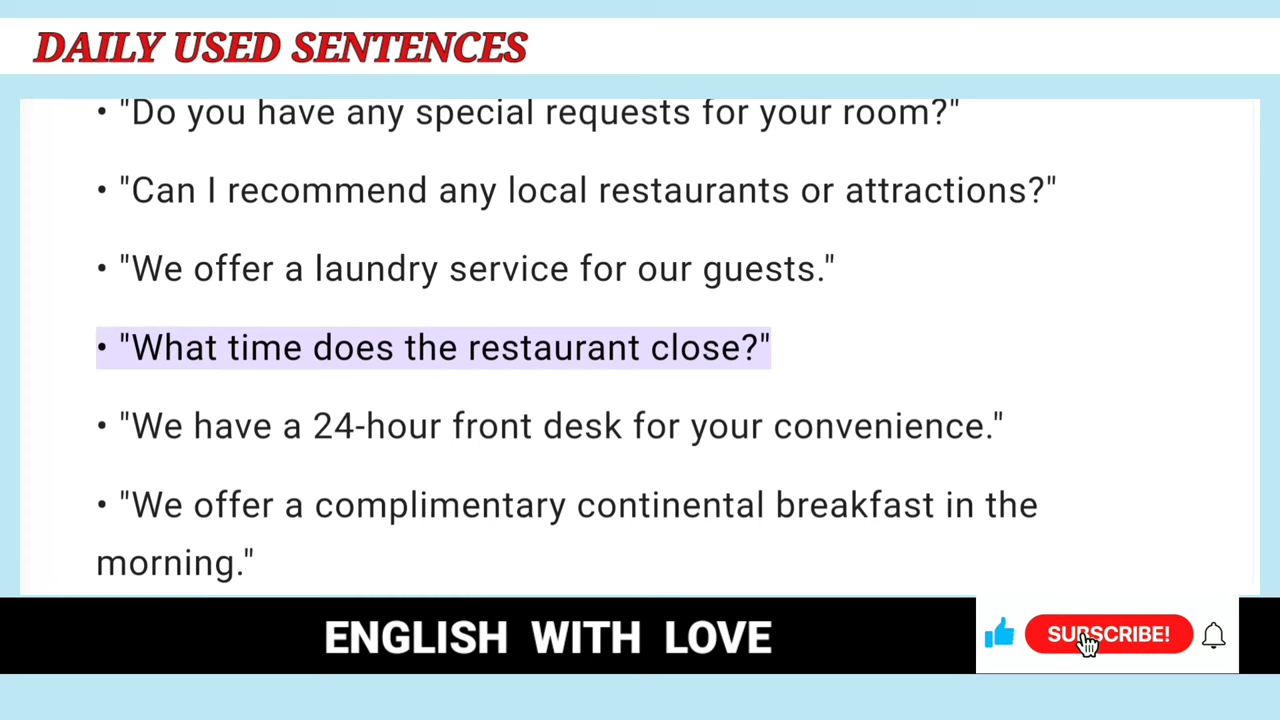 DAILY USED SENTENCES
• "Do you have any special requests for your room?"
• "Can I recommend any local restaurants or attractions?"
• "We offer a laundry service for our guests."
• "What time does the restaurant close?"
• "We have a 24-hour front desk for your convenience."
• "We offer a complimentary continental breakfast in the
morning."
ENGLISH WITH LOVE
SUBSCRIBE!